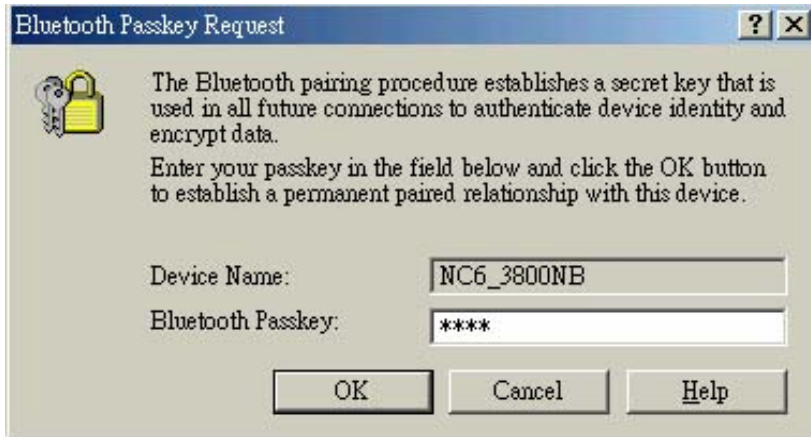 Bluetooth Passkey Request
The Bluetooth pairing procedure establishes a secret key that is
used in all future connections to authenticate device identity and
encrypt data.
Enter your passkey in the field below and click the OK button
to establish a permanent paired relationship with this device.
Device Name: NC6_3800NB
Bluetooth Passkey: ****
OK Cancel Help